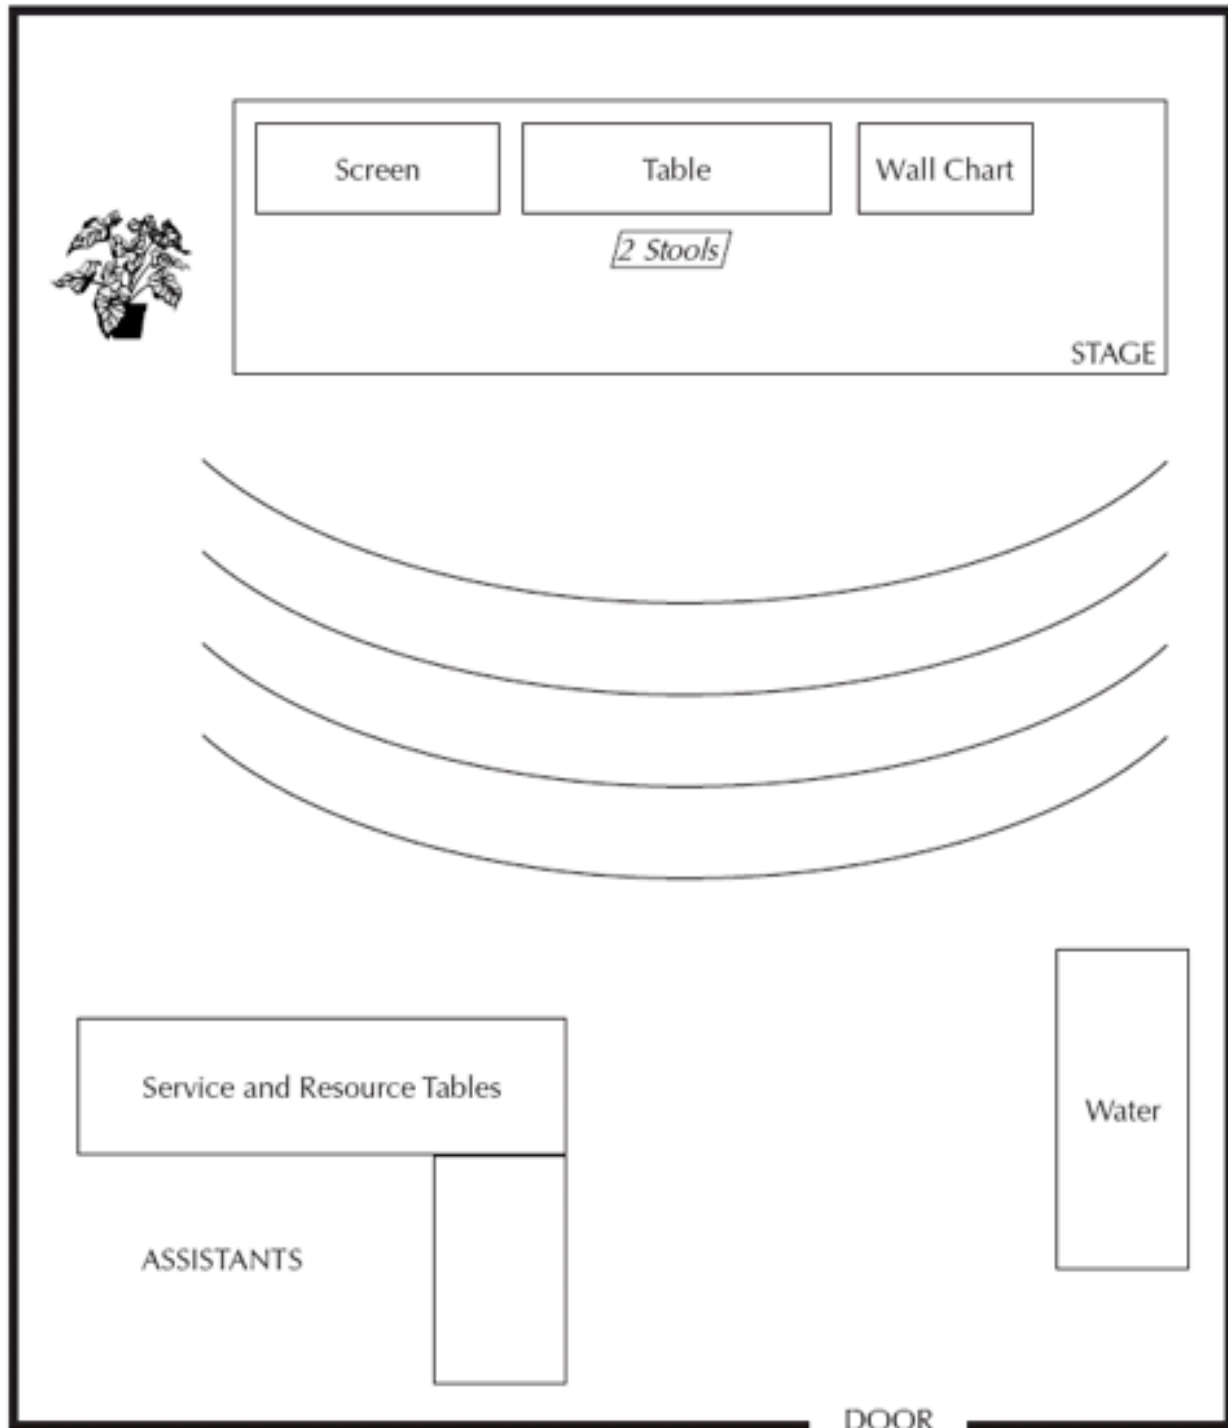 Screen
Table
Wall Chart
2 Stools
STAGE
Service and Resource Tables
Water
ASSISTANTS
DOOR